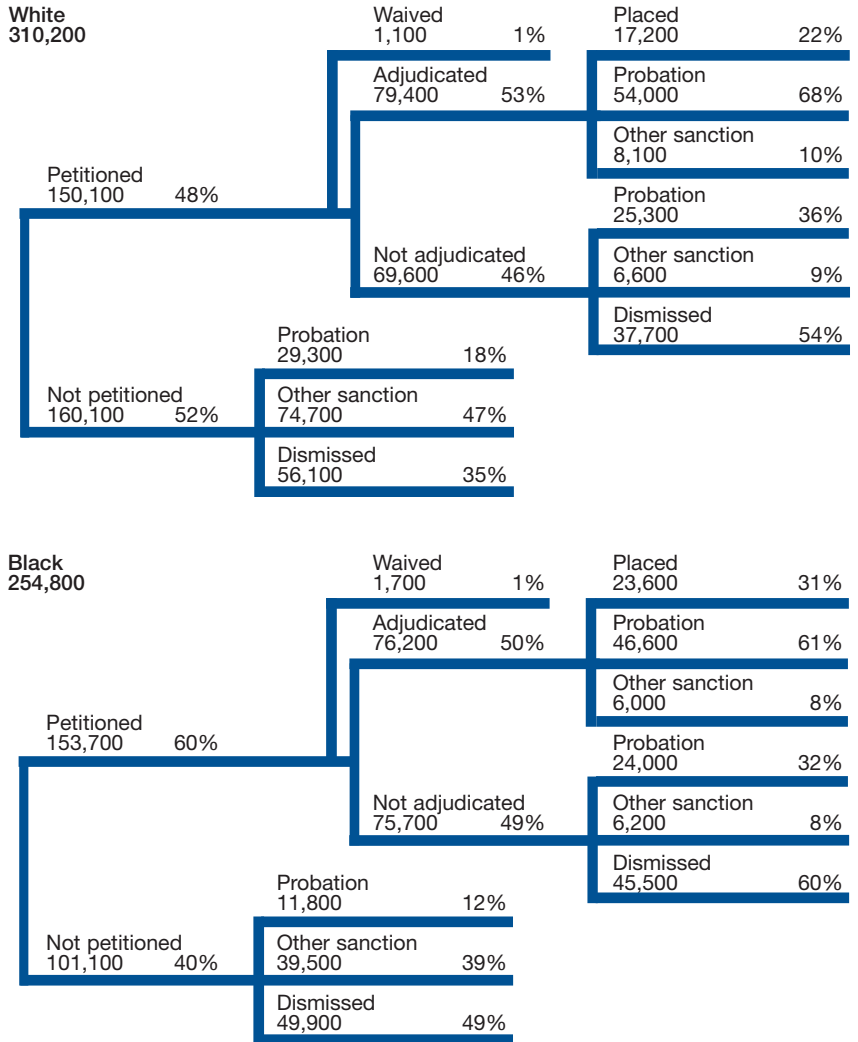 White
310,200
Waived
1,100 1%
Adjudicated
79,400 53%
Placed
17,200 22%
Probation
54,000 68%
Other sanction
8,100 10%
Petitioned
150,100 48%
Not adjudicated
69,600 46%
Probation
25,300 36%
Other sanction
6,600 9%
Dismissed
37,700 54%
Not petitioned
160,100 52%
Probation
29,300 18%
Other sanction
74,700 47%
Dismissed
56,100 35%
Black
254,800
Waived
1,700 1%
Adjudicated
76,200 50%
Placed
23,600 31%
Probation
46,600 61%
Other sanction
6,000 8%
Petitioned
153,700 60%
Not adjudicated
75,700 49%
Probation
24,000 32%
Other sanction
6,200 8%
Dismissed
45,500 60%
Not petitioned
101,100 40%
Probation
11,800 12%
Other sanction
39,500 39%
Dismissed
49,900 49%